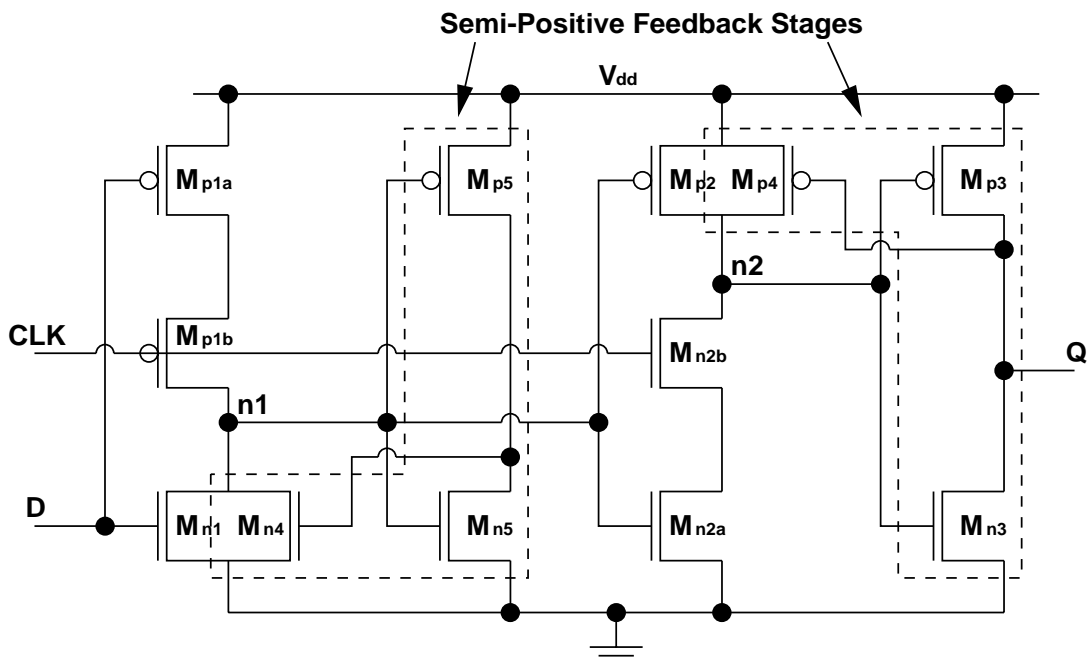 Semi-Positive Feedback Stages
Vdd
Mp1a
Mp5
Mp2
Mp4
Mp3
n2
CLK
Mp1b
Mn2b
Q
n1
D
Mn1
Mn4
Mn5
Mn2a
Mn3